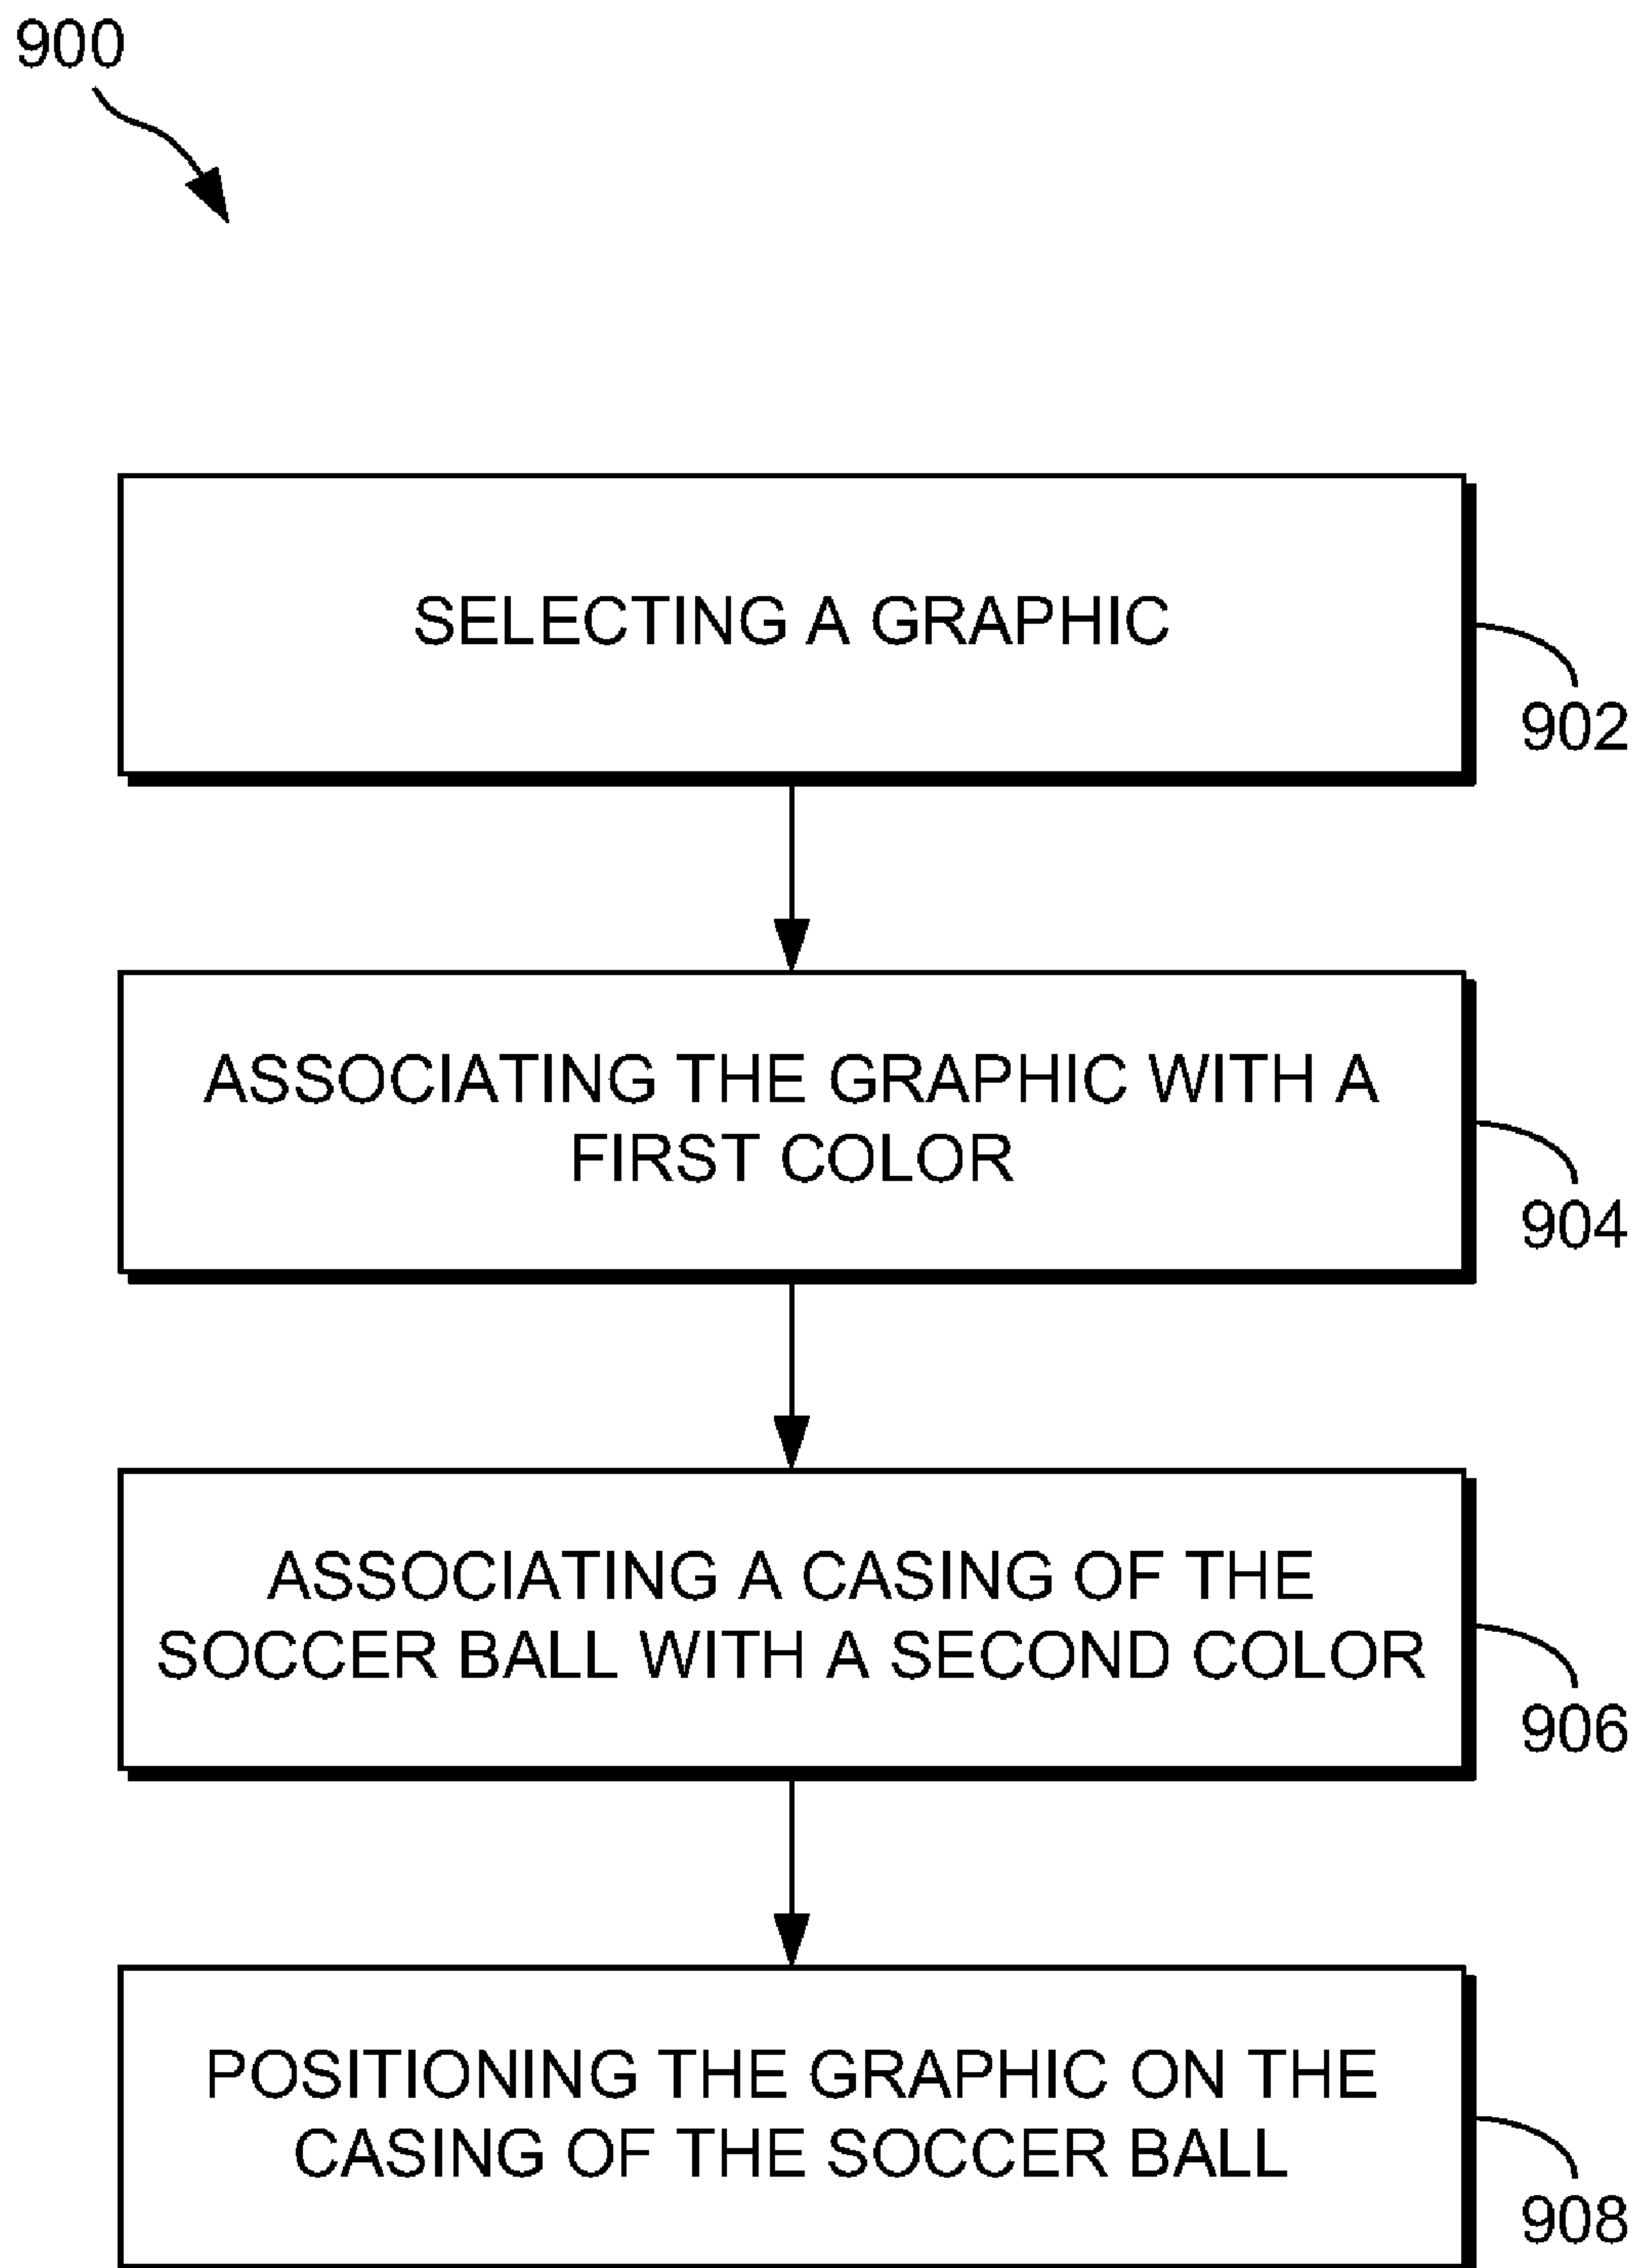 900
SELECTING A GRAPHIC
902
ASSOCIATING THE GRAPHIC WITH A
FIRST COLOR
904
ASSOCIATING A CASING OF THE
SOCCER BALL WITH A SECOND COLOR
906
POSITIONING THE GRAPHIC ON THE
CASING OF THE SOCCER BALL
908